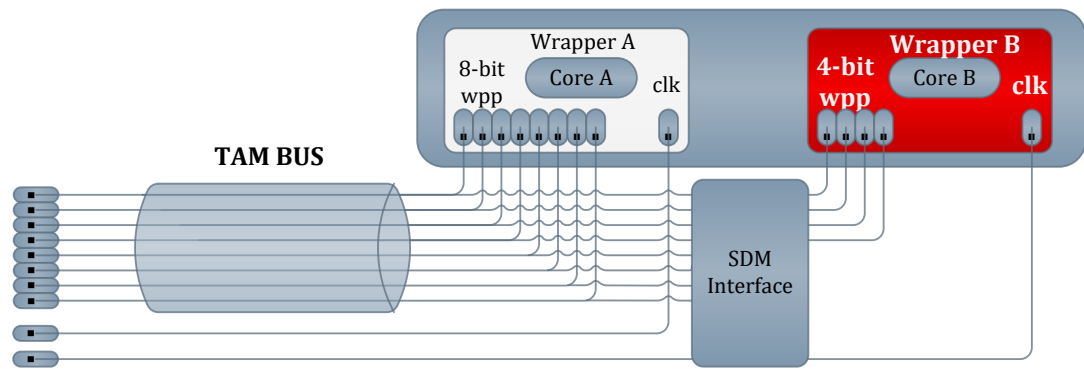 Wrapper A
8-bit
wpp
Core A
clk
Wrapper B
4-bit
wpp
Core B
clk
TAM BUS
SDM
Interface